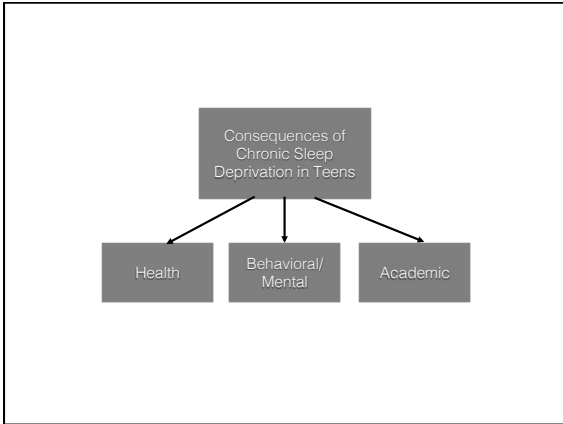 Consequences of
Chronic Sleep
Deprivation in Teens
Health
Behavioral/
Mental
Academic